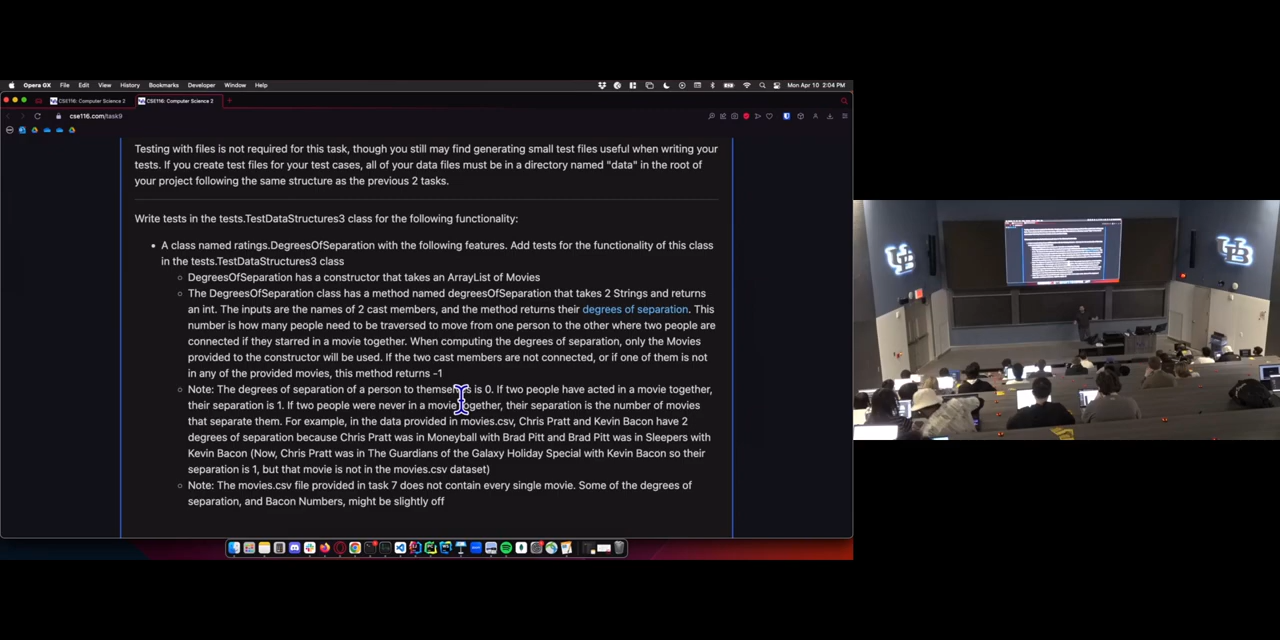 Opera GX File Edit View History Bookmarks Developer Window Help Mon Apr 10 2:04 PM
CSE116: Computer Science 2 CSE116: Computer Science 2
cse116.com/task9
Testing with files is not required for this task, though you still may find generating small test files useful when writing your
tests. If you create test files for your test cases, all of your data files must be in a directory named "data" in the root of
your project following the same structure as the previous 2 tasks.
Write tests in the tests.TestDataStructures3 class for the following functionality:
• A class named ratings.DegreesOfSeparation with the following features. Add tests for the functionality of this class
in the tests.TestDataStructures3 class
DegreesOfSeparation has a constructor that takes an ArrayList of Movies
The DegreesOfSeparation class has a method named degreesOfSeparation that takes 2 Strings and returns
an int. The inputs are the names of 2 cast members, and the method returns their degrees of separation. This
number is how many people need to be traversed to move from one person to the other where two people are
connected if they starred in a movie together. When computing the degrees of separation, only the Movies
provided to the constructor will be used. If the two cast members are not connected, or if one of them is not
in any of the provided movies, this method returns -1
Note: The degrees of separation of a person to themselves is 0. If two people have acted in a movie together,
their separation is 1. If two people were never in a movie together, their separation is the number of movies
that separate them. For example, in the data provided in movies.csv, Chris Pratt and Kevin Bacon have 2
degrees of separation because Chris Pratt was in Moneyball with Brad Pitt and Brad Pitt was in Sleepers with
Kevin Bacon (Now, Chris Pratt was in The Guardians of the Galaxy Holiday Special with Kevin Bacon so their
separation is 1, but that movie is not in the movies.csv dataset)
Note: The movies.csv file provided in task 7 does not contain every single movie. Some of the degrees of
separation, and Bacon Numbers, might be slightly off
UB
UB